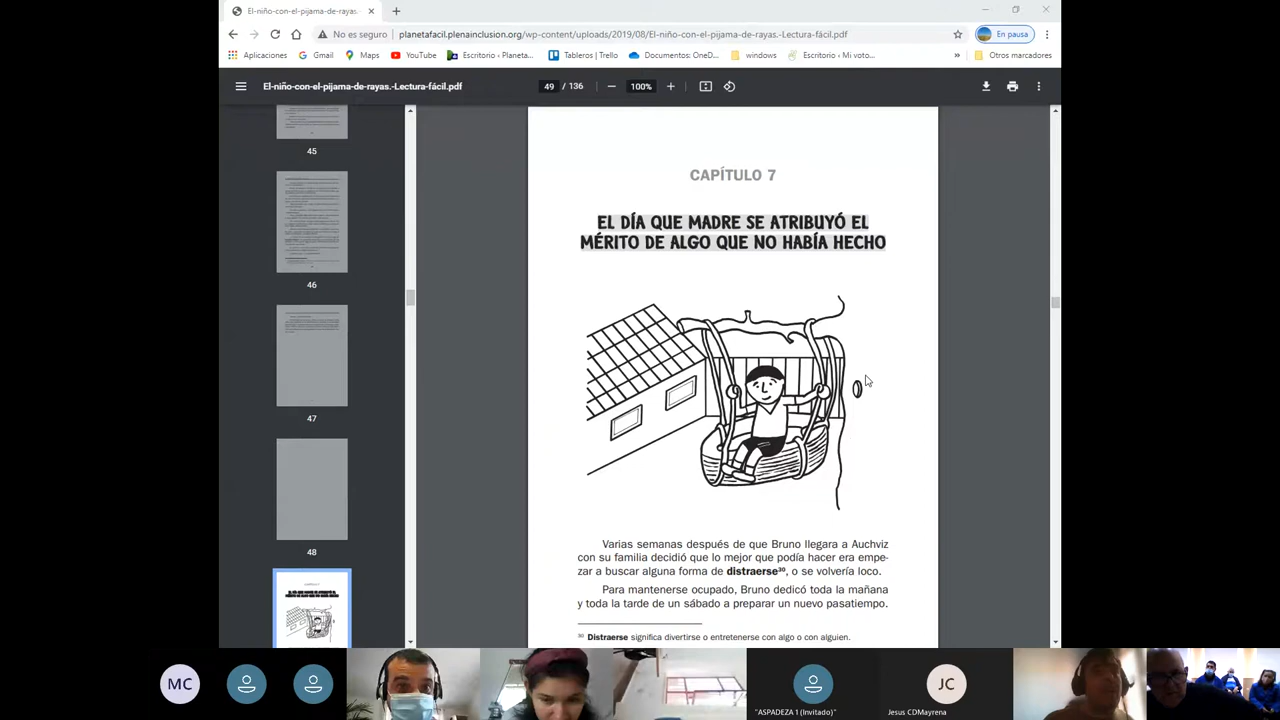 El-niño-con-el-pijama-de-rayas.-
No es seguro
planetafacil.plenainclusion.org/wp-content/uploads/2019/08/El-niño-con-el-pijama-de-rayas.-Lectura-fácil.pdf
En pausa
Aplicaciones
Gmail
Maps
YouTube
Escritorio < Planeta...
Tableros | Trello
Documentos: OneD...
windows
Escritorio ‹ Mi voto...
»
Otros marcadores
El-niño-con-el-pijama-de-rayas.-Lectura-fácil.pdf
49 / 136
100%
45
46
47
48
CAPÍTULO 7
EL DÍA QUE MADRE SE ATRIBUYÓ EL
MÉRITO DE ALGO QUE NO HABÍA HECHO
Varias semanas después de que Bruno llegara a Auchviz
con su familia decidió que lo mejor que podía hacer era empe-
zar a buscar alguna forma de distraerse³⁰, o se volvería loco.
Para mantenerse ocupado, Bruno dedicó toda la mañana
y toda la tarde de un sábado a preparar un nuevo pasatiempo.
³⁰ Distraerse significa divertirse o entretenerse con algo o con alguien.
MC
"ASPADEZA 1 (Invitado)"
JC
Jesus CDMayrena